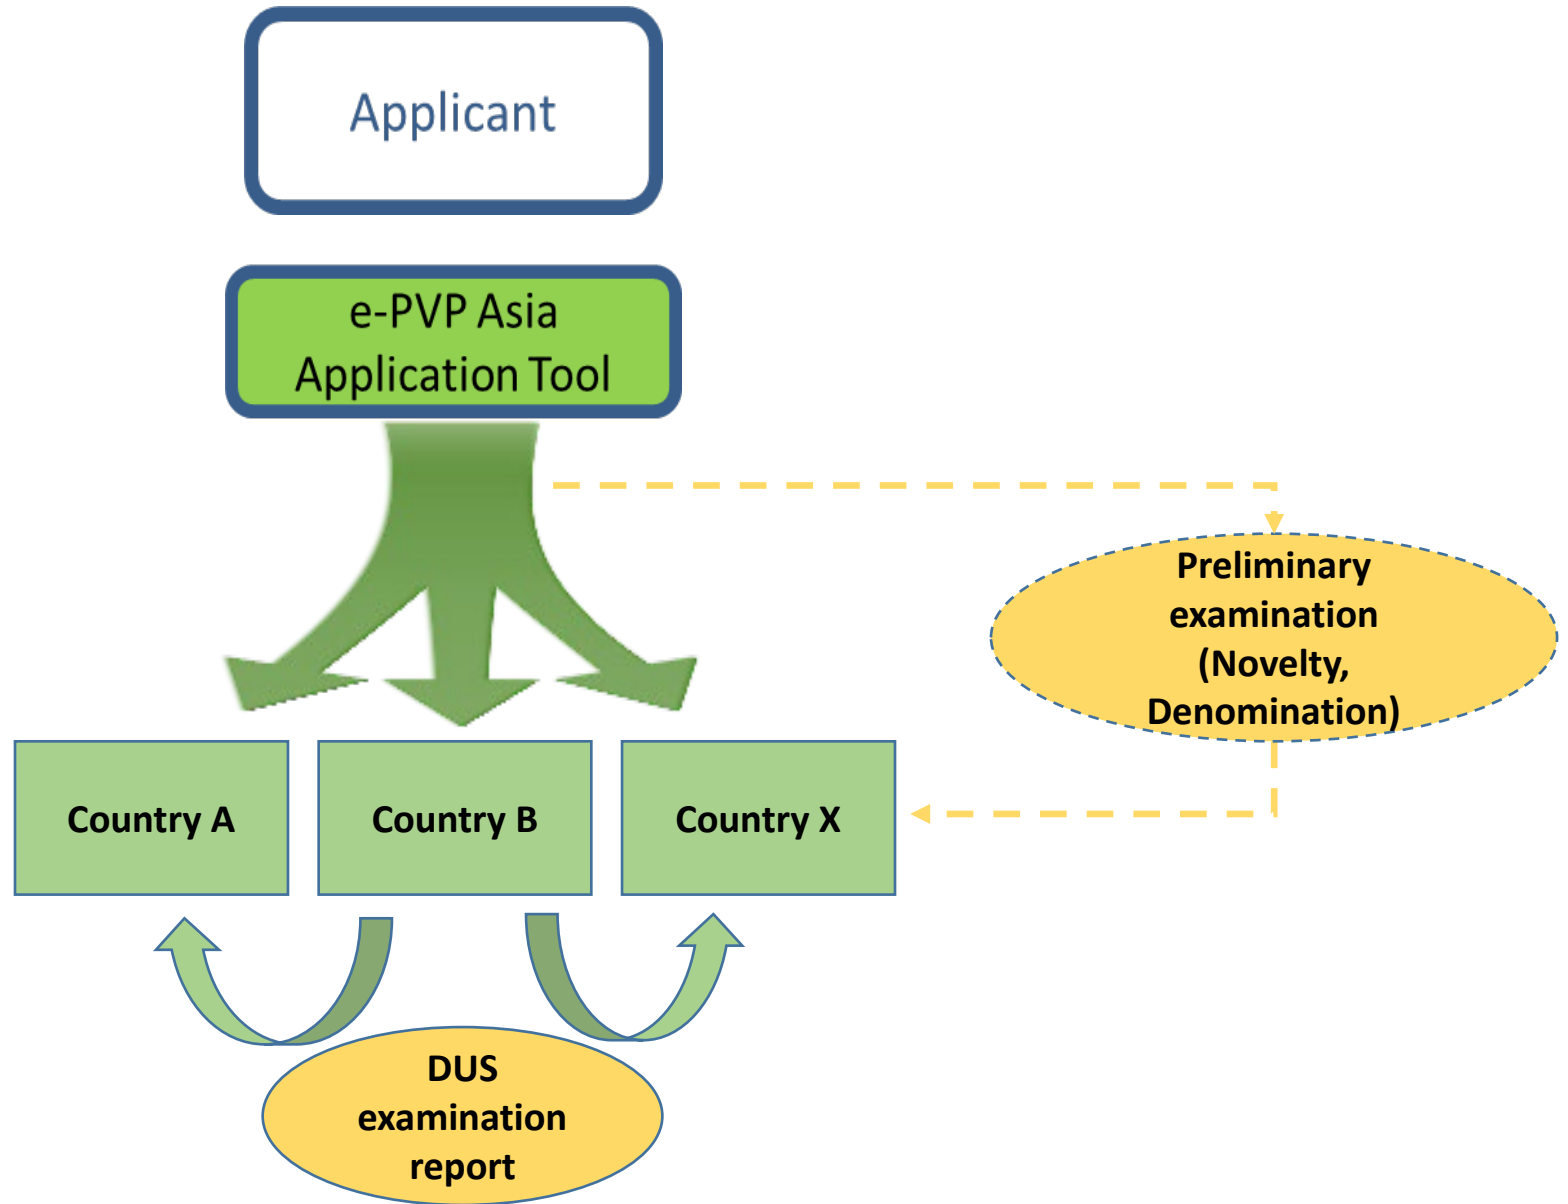 Applicant
e-PVP Asia
Application Tool
Preliminary
examination
(Novelty,
Denomination)
Country A
Country B
Country X
DUS
examination
report